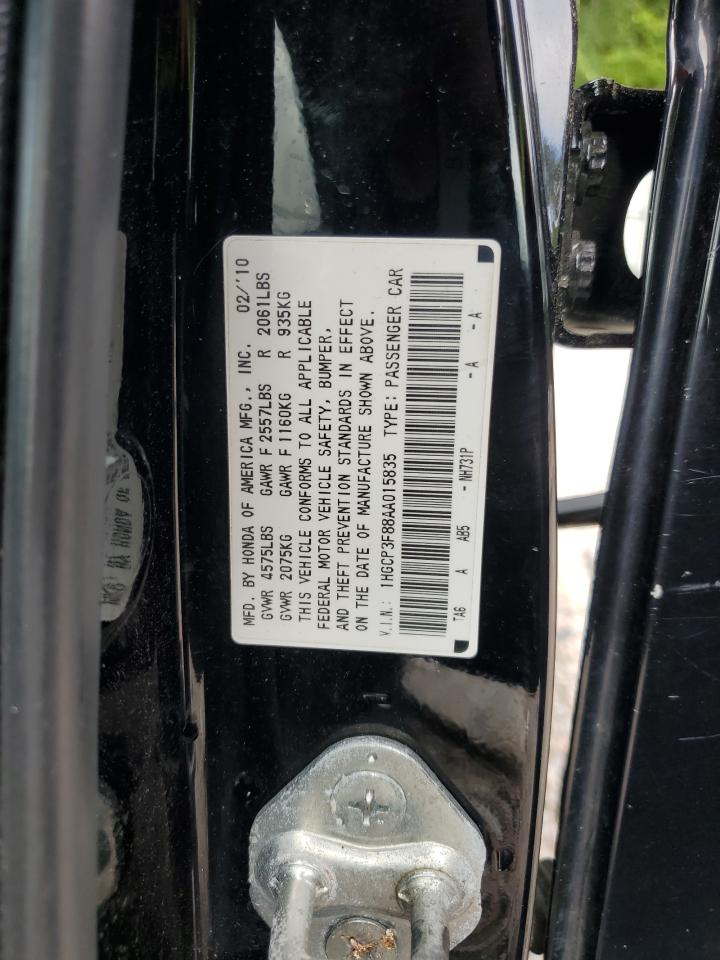 MFD. BY HONDA OF AMERICA MFG., INC. 02/'10
GVWR 4575LBS GAWR F 2557LBS R 2061LBS
GVWR 2075KG GAWR F 1160KG R 935KG
THIS VEHICLE CONFORMS TO ALL APPLICABLE
FEDERAL MOTOR VEHICLE SAFETY, BUMPER,
AND THEFT PREVENTION STANDARDS IN EFFECT
ON THE DATE OF MANUFACTURE SHOWN ABOVE.
V.I.N.: 1HGCP3F88AA015835 TYPE: PASSENGER CAR
TA6 A AB5 - NH731P - A - A